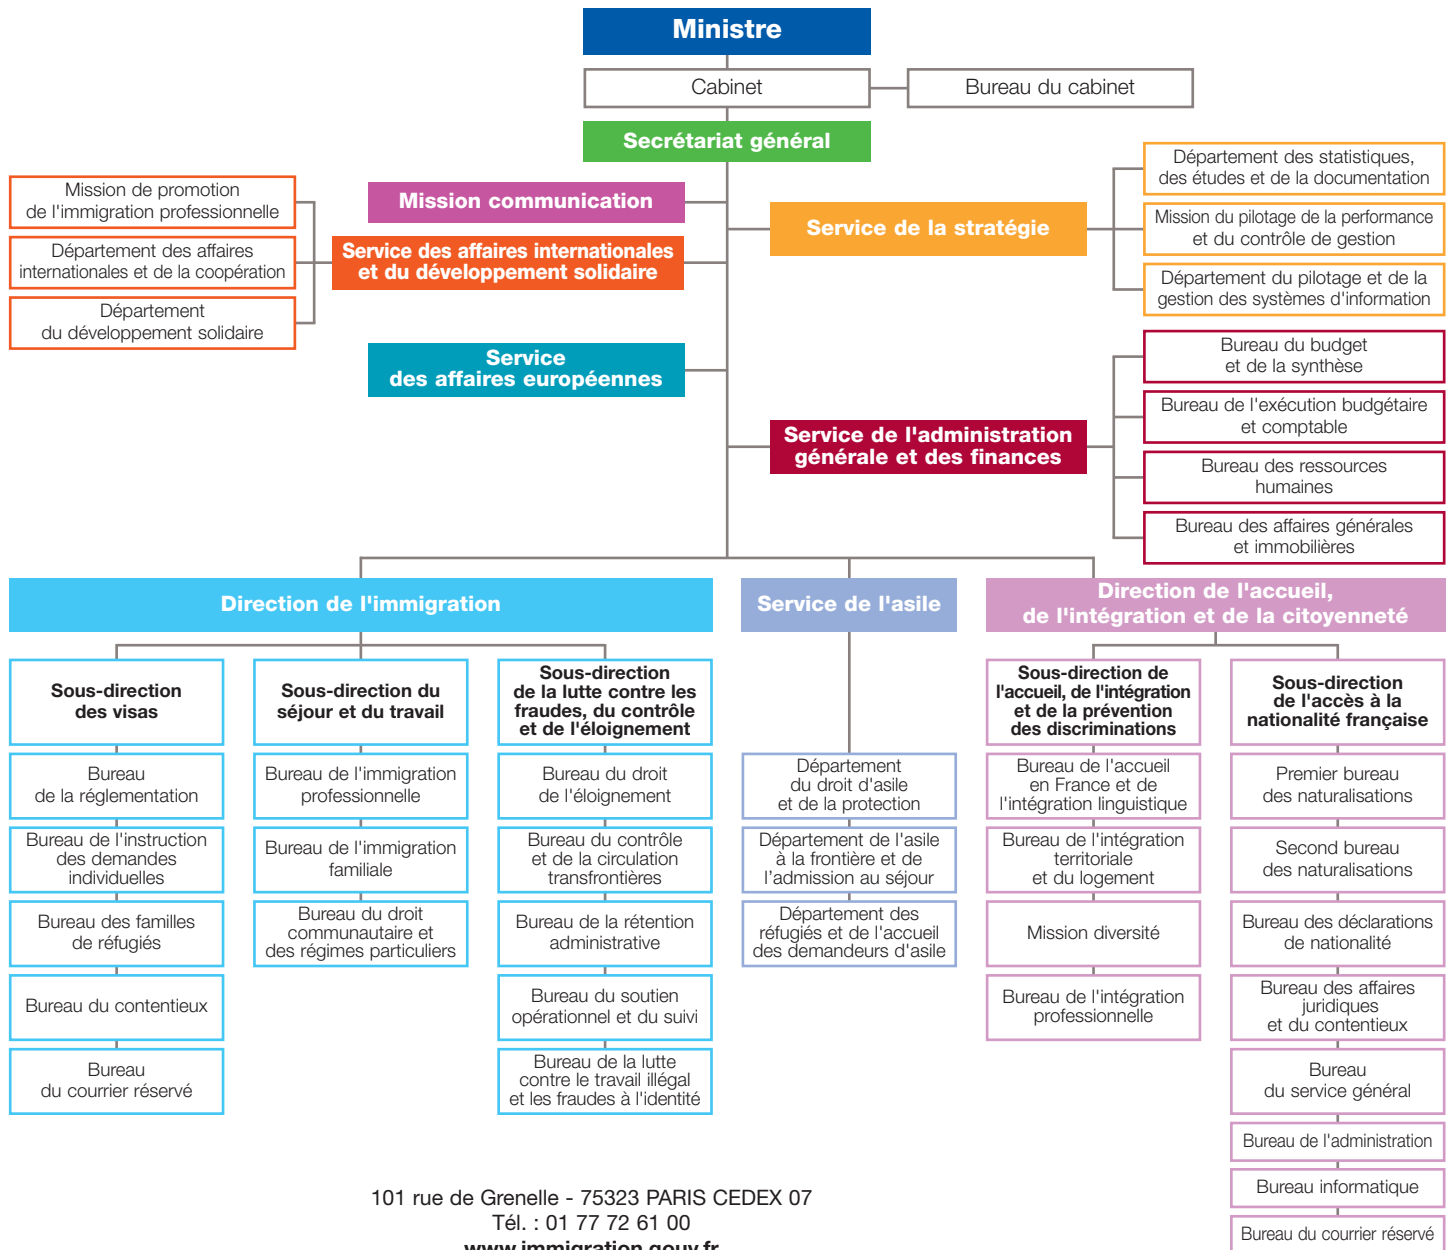 Ministre
Cabinet
Bureau du cabinet
Secrétariat général
Mission communication
Service des affaires internationales
et du développement solidaire
Mission de promotion
de l'immigration professionnelle
Département des affaires
internationales et de la coopération
Département
du développement solidaire
Service
des affaires européennes
Service de la stratégie
Département des statistiques,
des études et de la documentation
Mission du pilotage de la performance
et du contrôle de gestion
Département du pilotage et de la
gestion des systèmes d'information
Service de l'administration
générale et des finances
Bureau du budget
et de la synthèse
Bureau de l'exécution budgétaire
et comptable
Bureau des ressources
humaines
Bureau des affaires générales
et immobilières
Direction de l'immigration
Sous-direction
des visas
Bureau
de la réglementation
Bureau de l'instruction
des demandes
individuelles
Bureau des familles
de réfugiés
Bureau du contentieux
Bureau
du courrier réservé
Sous-direction du
séjour et du travail
Bureau de l'immigration
professionnelle
Bureau de l'immigration
familiale
Bureau du droit
communautaire et
des régimes particuliers
Sous-direction
de la lutte contre les
fraudes, du contrôle
et de l'éloignement
Bureau du droit
de l'éloignement
Bureau du contrôle
et de la circulation
transfrontières
Bureau de la rétention
administrative
Bureau du soutien
opérationnel et du suivi
Bureau de la lutte
contre le travail illégal
et les fraudes à l'identité
Service de l'asile
Département
du droit d'asile
et de la protection
Département de l'asile
à la frontière et de
l’admission au séjour
Département des
réfugiés et de l'accueil
des demandeurs d'asile
Direction de l'accueil,
de l'intégration et de la citoyenneté
Sous-direction de
l'accueil, de l'intégration
et de la prévention
des discriminations
Bureau de l'accueil
en France et de
l'intégration linguistique
Bureau de l'intégration
territoriale
et du logement
Mission diversité
Bureau de l'intégration
professionnelle
Sous-direction
de l'accès à la
nationalité française
Premier bureau
des naturalisations
Second bureau
des naturalisations
Bureau des déclarations
de nationalité
Bureau des affaires
juridiques
et du contentieux
Bureau
du service général
Bureau de l'administration
Bureau informatique
Bureau du courrier réservé
101 rue de Grenelle - 75323 PARIS CEDEX 07
Tél. : 01 77 72 61 00
www.immigration.gouv.fr